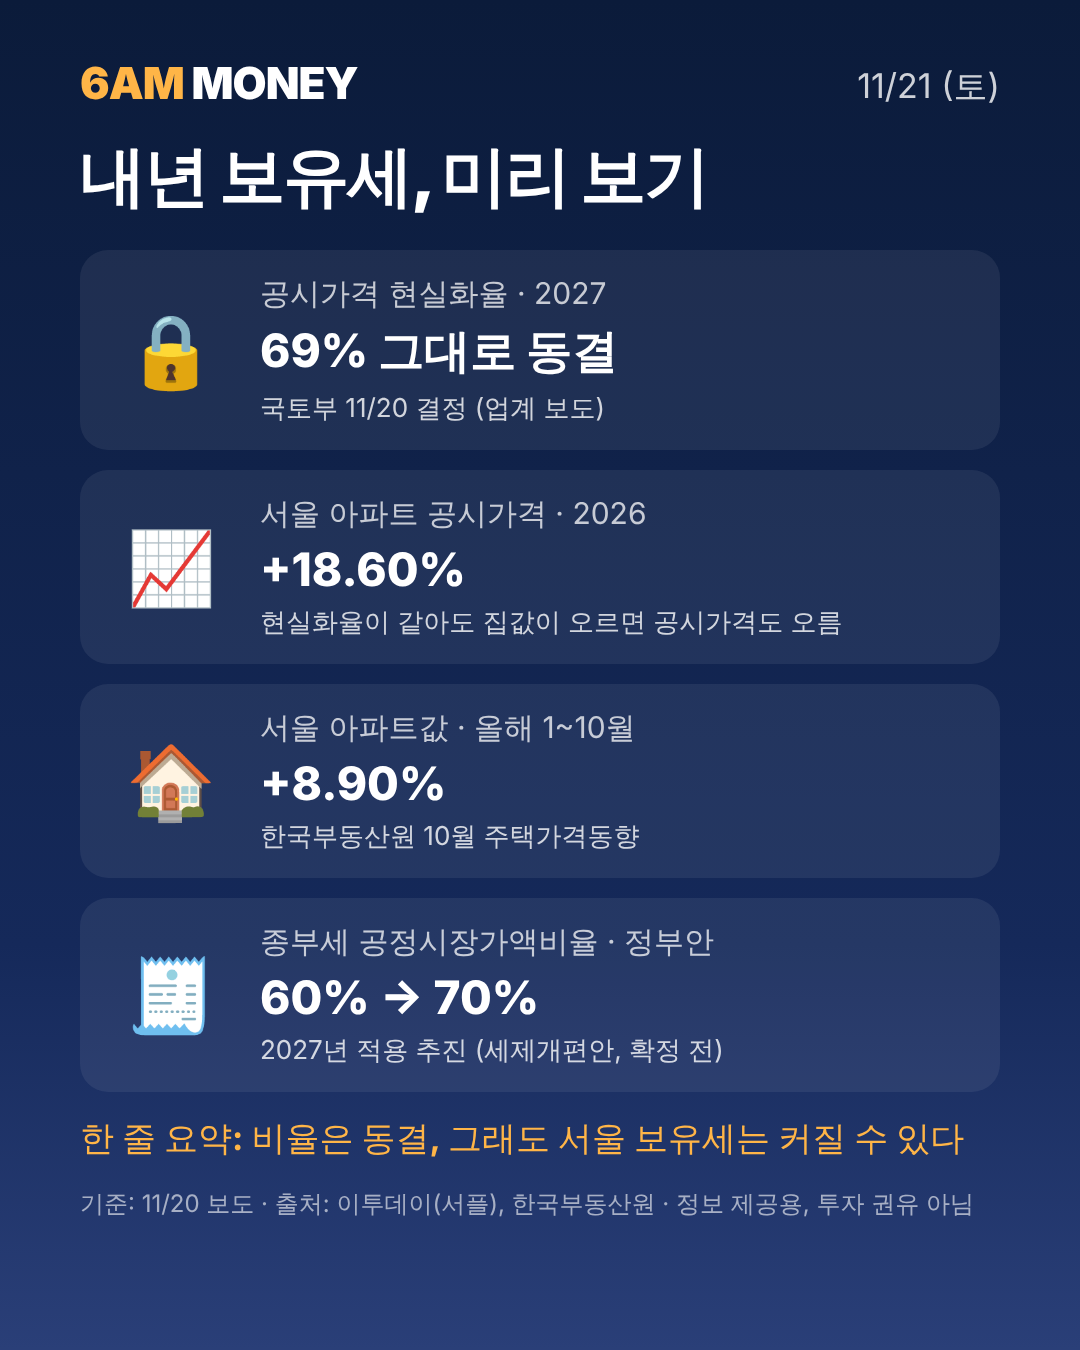 6AM MONEY
11/21 (토)
내년 보유세, 미리 보기
공시가격 현실화율 · 2027
69% 그대로 동결
국토부 11/20 결정 (업계 보도)
서울 아파트 공시가격 · 2026
+18.60%
현실화율이 같아도 집값이 오르면 공시가격도 오름
서울 아파트값 · 올해 1~10월
+8.90%
한국부동산원 10월 주택가격동향
종부세 공정시장가액비율 · 정부안
60% → 70%
2027년 적용 추진 (세제개편안, 확정 전)
한 줄 요약: 비율은 동결, 그래도 서울 보유세는 커질 수 있다
기준: 11/20 보도 · 출처: 이투데이(서플), 한국부동산원 · 정보 제공용, 투자 권유 아님